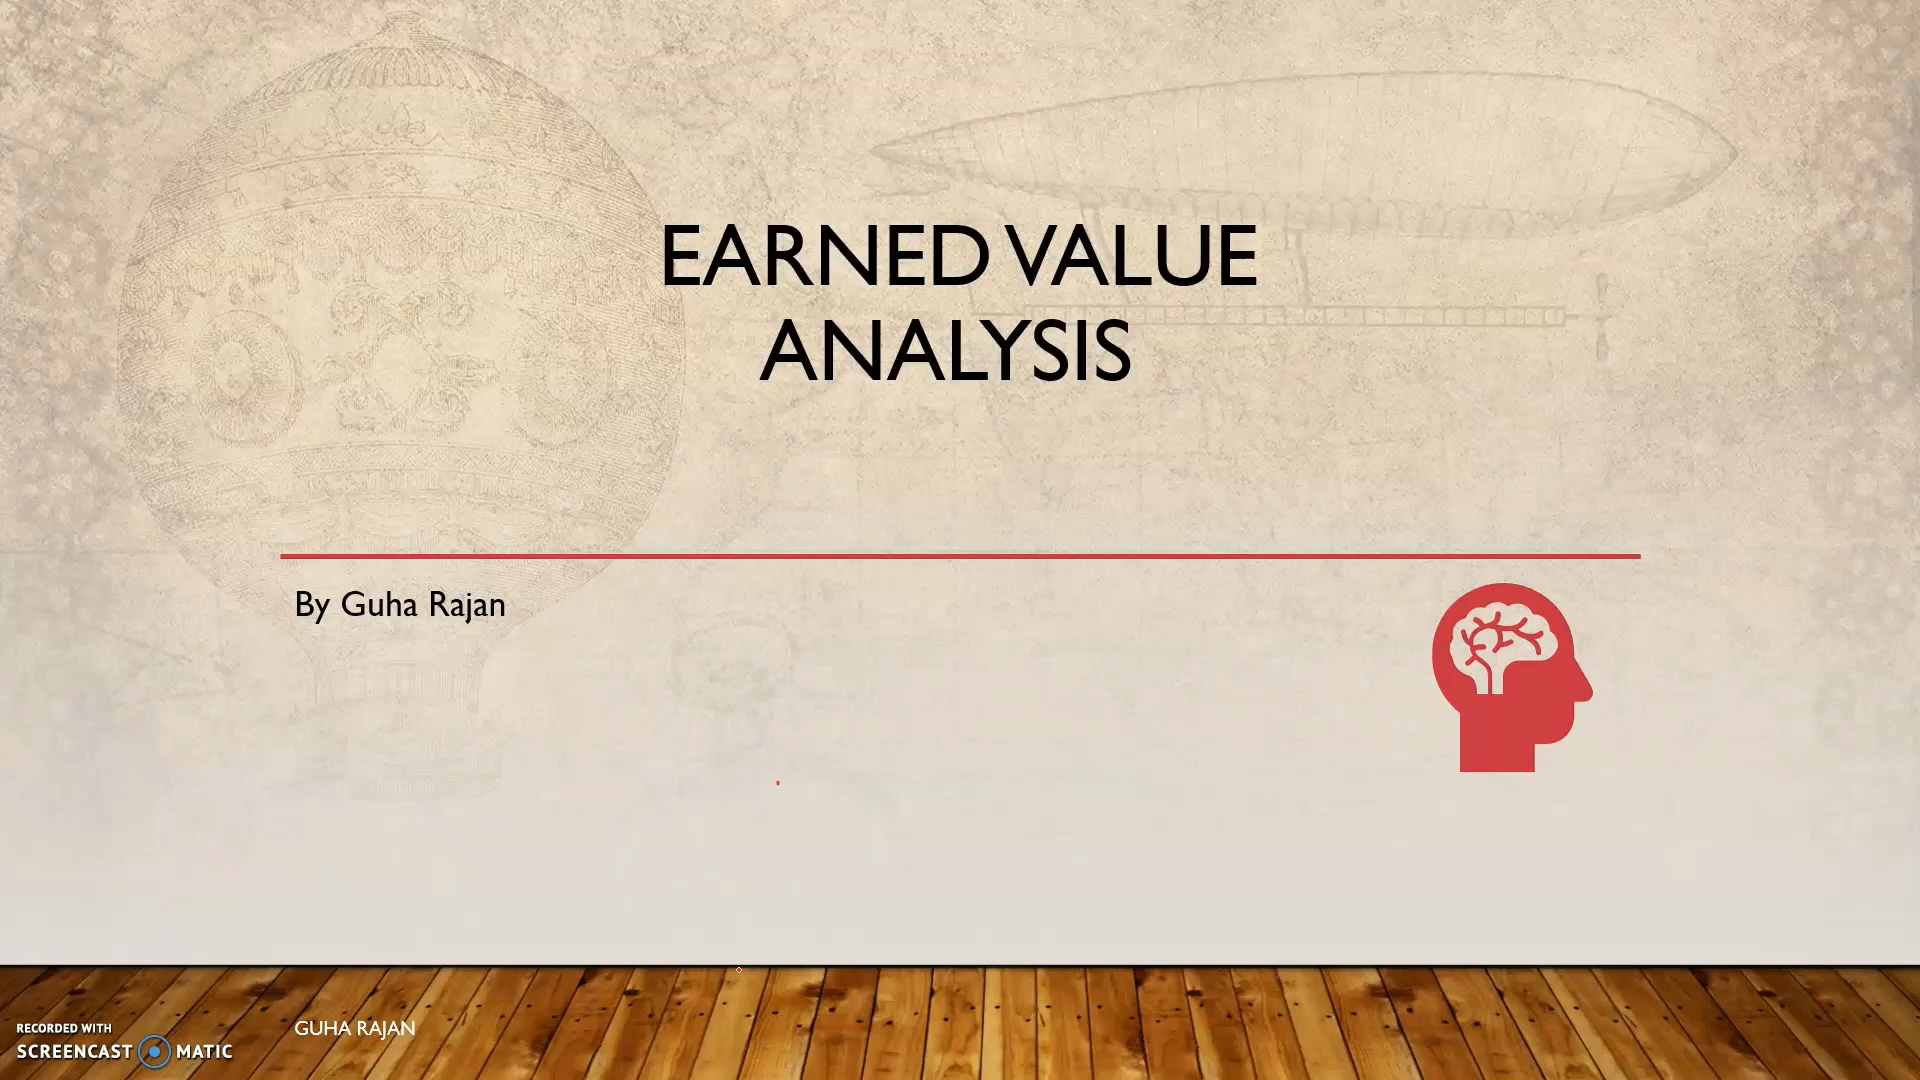 EARNED VALUE
ANALYSIS
By Guha Rajan
GUHA RAJAN
RECORDED WITH
SCREENCAST MATIC